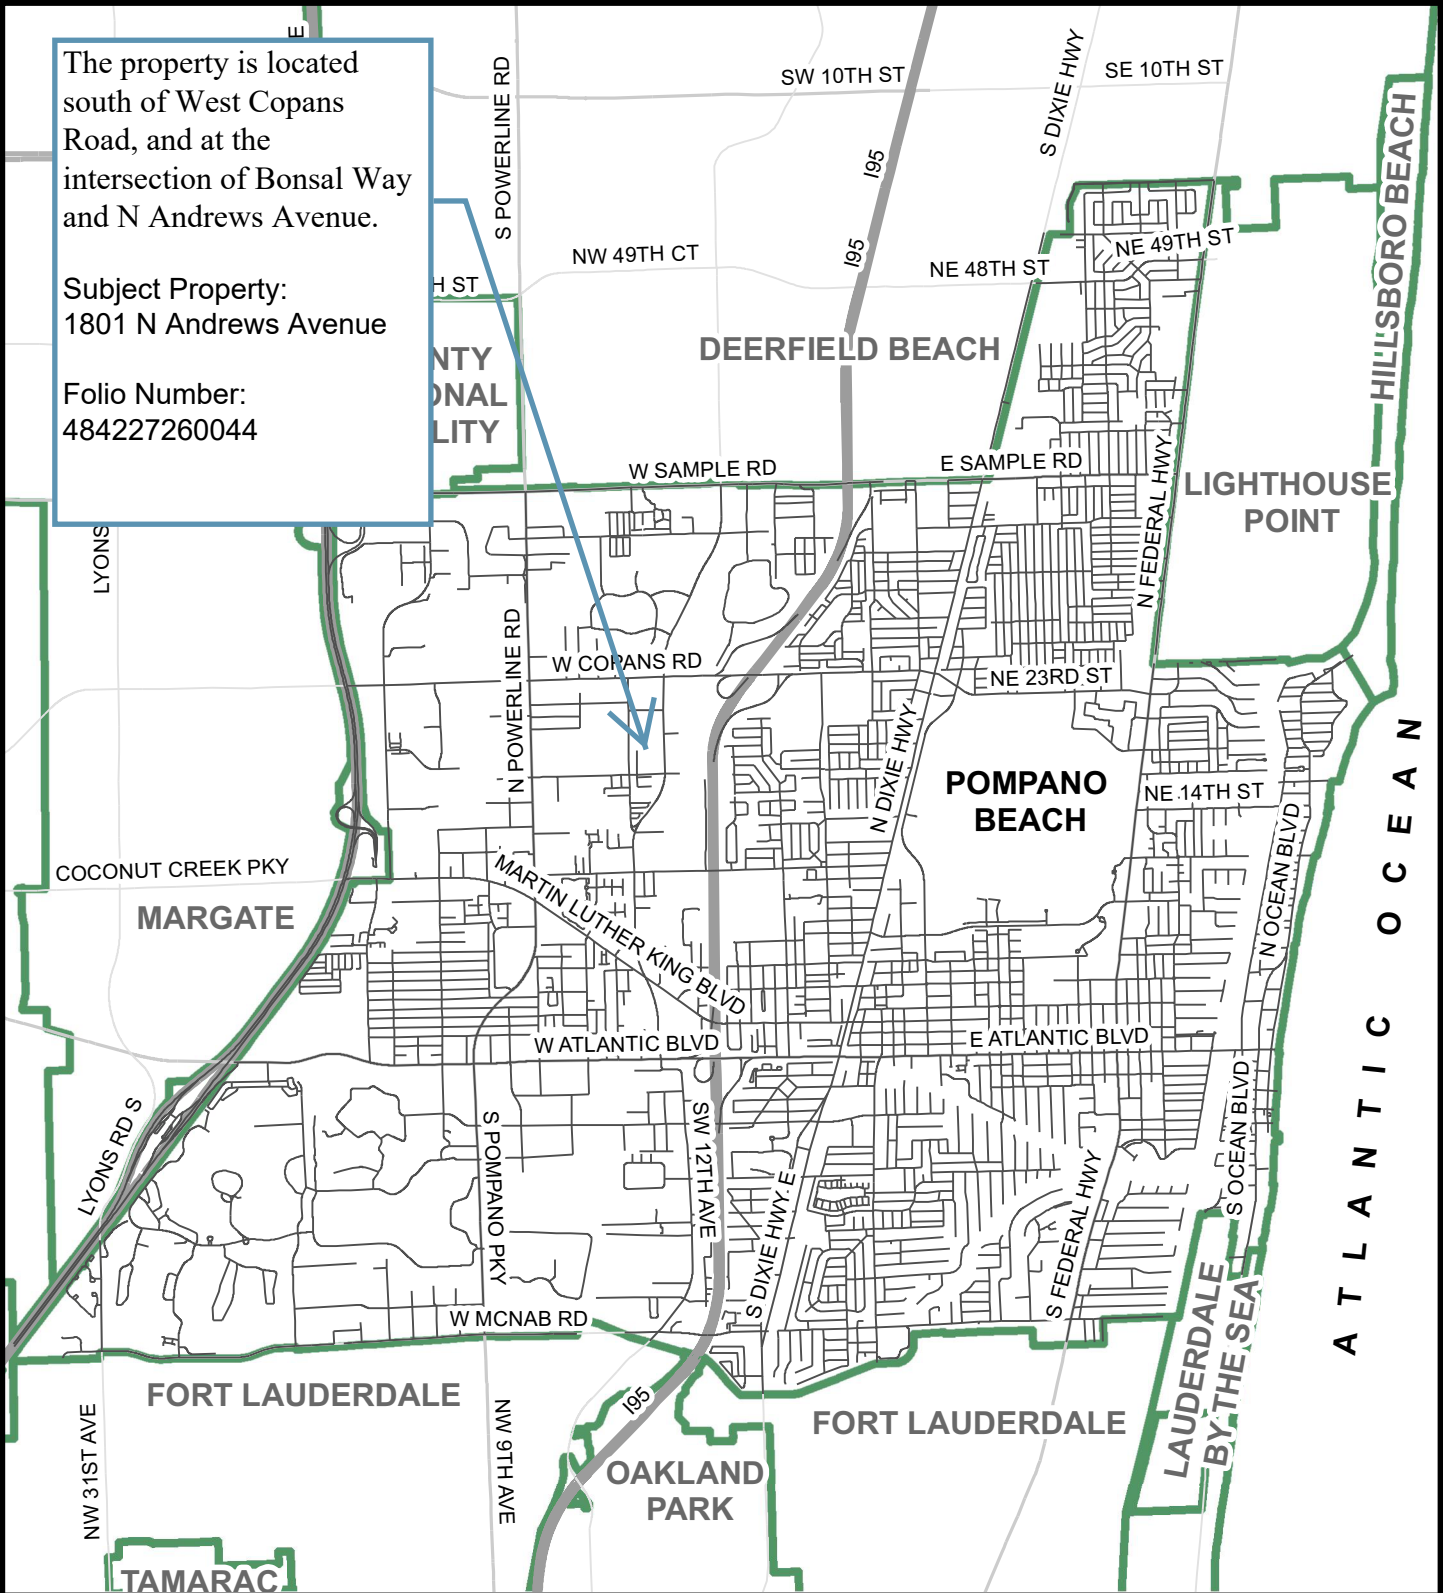 E
The property is located
south of West Copans
Road, and at the
intersection of Bonsal Way
and N Andrews Avenue.
Subject Property:
1801 N Andrews Avenue
Folio Number:
484227260044
S POWERLINE RD
SW 10TH ST
S DIXIE HWY
SE 10TH ST
HILLSBORO BEACH
I95
I95
NW 49TH CT
NE 48TH ST
NE 49TH ST
H ST
NTY
ONAL
LITY
DEERFIELD BEACH
W SAMPLE RD
E SAMPLE RD
N FEDERAL HWY
LIGHTHOUSE
POINT
LYONS
N POWERLINE RD
W COPANS RD
NE 23RD ST
N DIXIE HWY
POMPANO
BEACH
NE 14TH ST
N OCEAN BLVD
ATLANTIC OCEAN
COCONUT CREEK PKY
MARGATE
MARTIN LUTHER KING BLVD
W ATLANTIC BLVD
E ATLANTIC BLVD
LYONS RD S
S POMPANO PKY
SW 12TH AVE
S DIXIE HWY E
S FEDERAL HWY
S OCEAN BLVD
W MCNAB RD
LAUDERDALE
BY THE SEA
FORT LAUDERDALE
FORT LAUDERDALE
I95
NW 31ST AVE
NW 9TH AVE
OAKLAND
PARK
TAMARAC